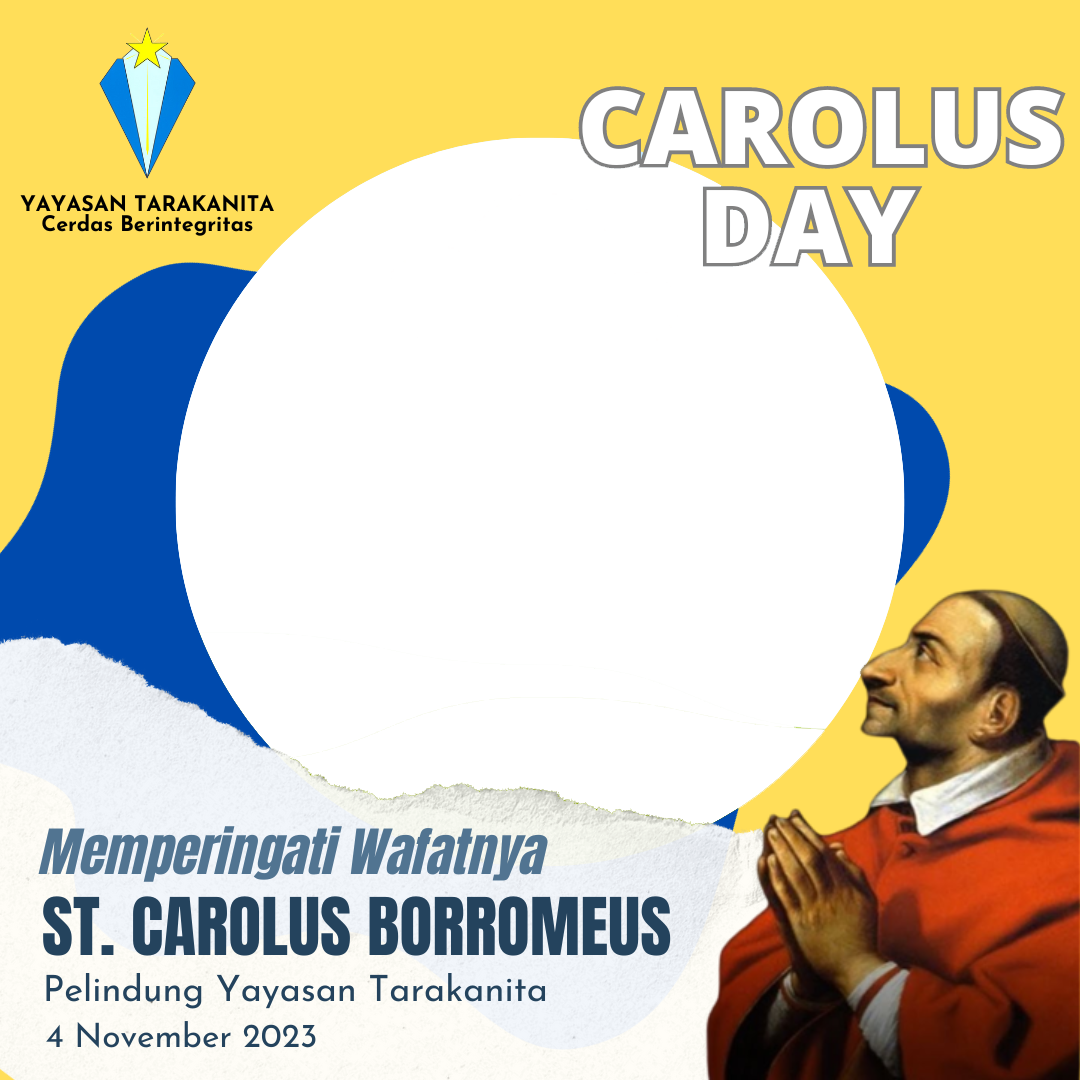 CAROLUS
DAY
YAYASAN TARAKANITA
Cerdas Berintegritas
Memperingati Wafatnya
ST. CAROLUS BORROMEUS
Pelindung Yayasan Tarakanita
4 November 2023